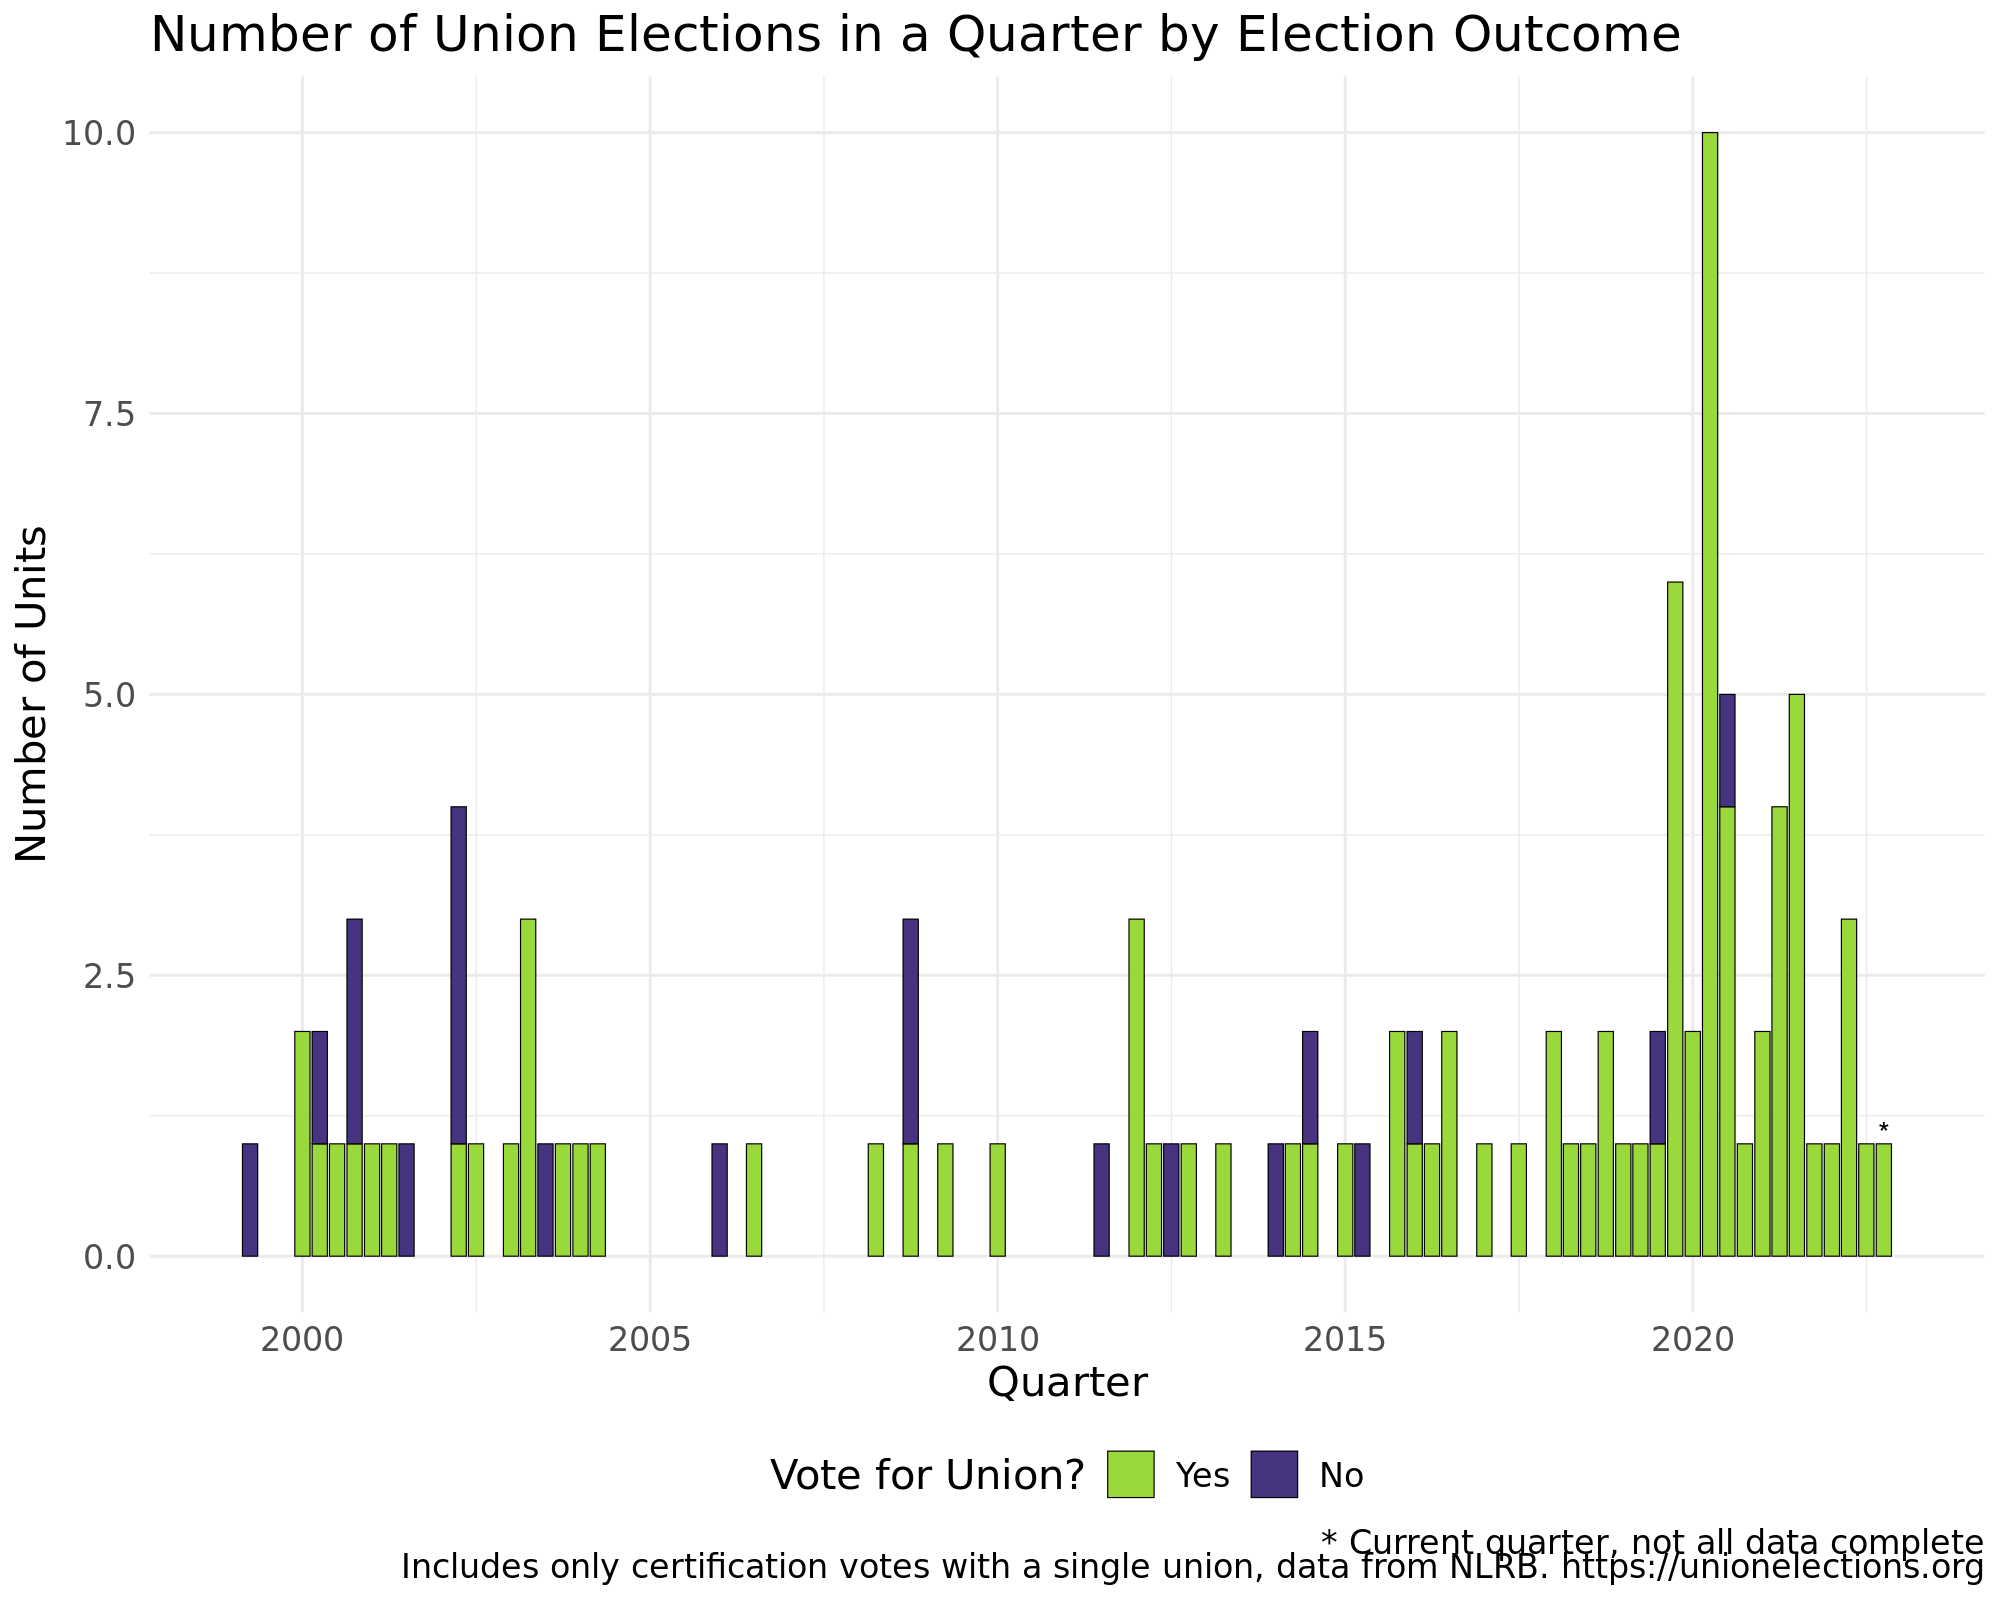 Number of Union Elections in a Quarter by Election Outcome
10.0
7.5
5.0
2.5
0.0
Number of Units
*
2000 2005 2010 2015 2020
Quarter
Vote for Union? Yes No
* Current quarter, not all data complete
Includes only certification votes with a single union, data from NLRB. https://unionelections.org